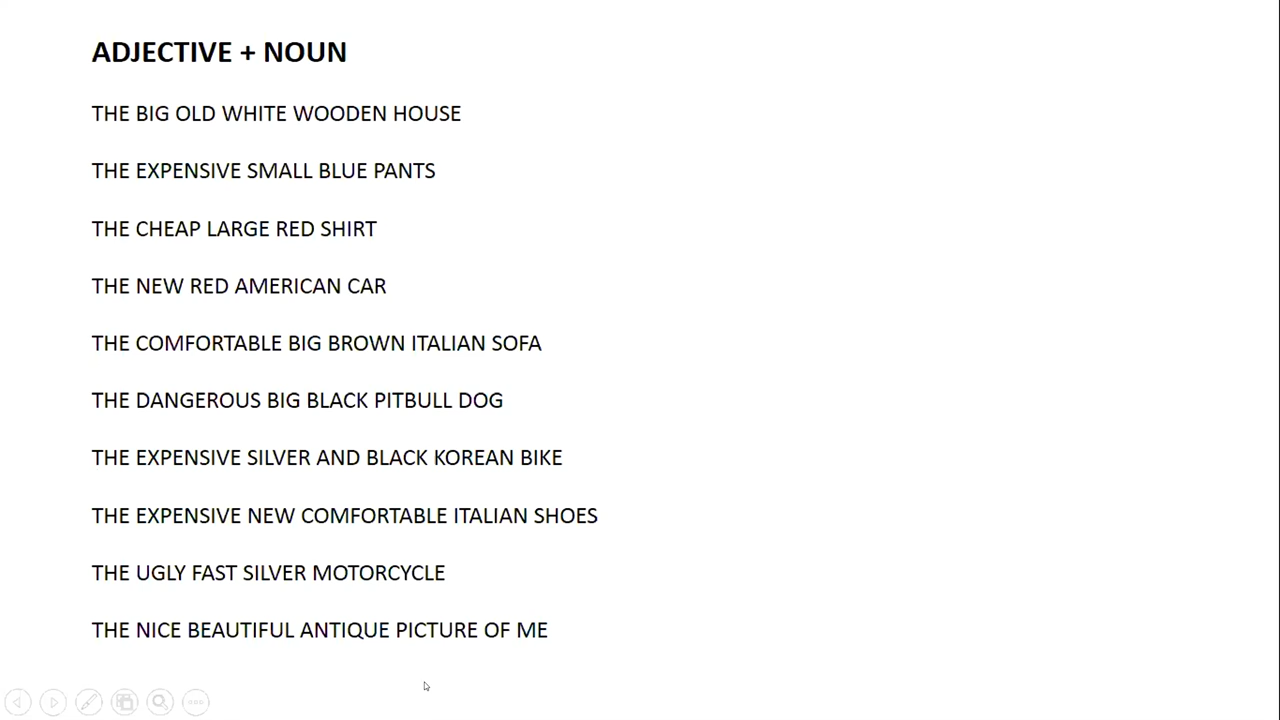 ADJECTIVE + NOUN
THE BIG OLD WHITE WOODEN HOUSE
THE EXPENSIVE SMALL BLUE PANTS
THE CHEAP LARGE RED SHIRT
THE NEW RED AMERICAN CAR
THE COMFORTABLE BIG BROWN ITALIAN SOFA
THE DANGEROUS BIG BLACK PITBULL DOG
THE EXPENSIVE SILVER AND BLACK KOREAN BIKE
THE EXPENSIVE NEW COMFORTABLE ITALIAN SHOES
THE UGLY FAST SILVER MOTORCYCLE
THE NICE BEAUTIFUL ANTIQUE PICTURE OF ME